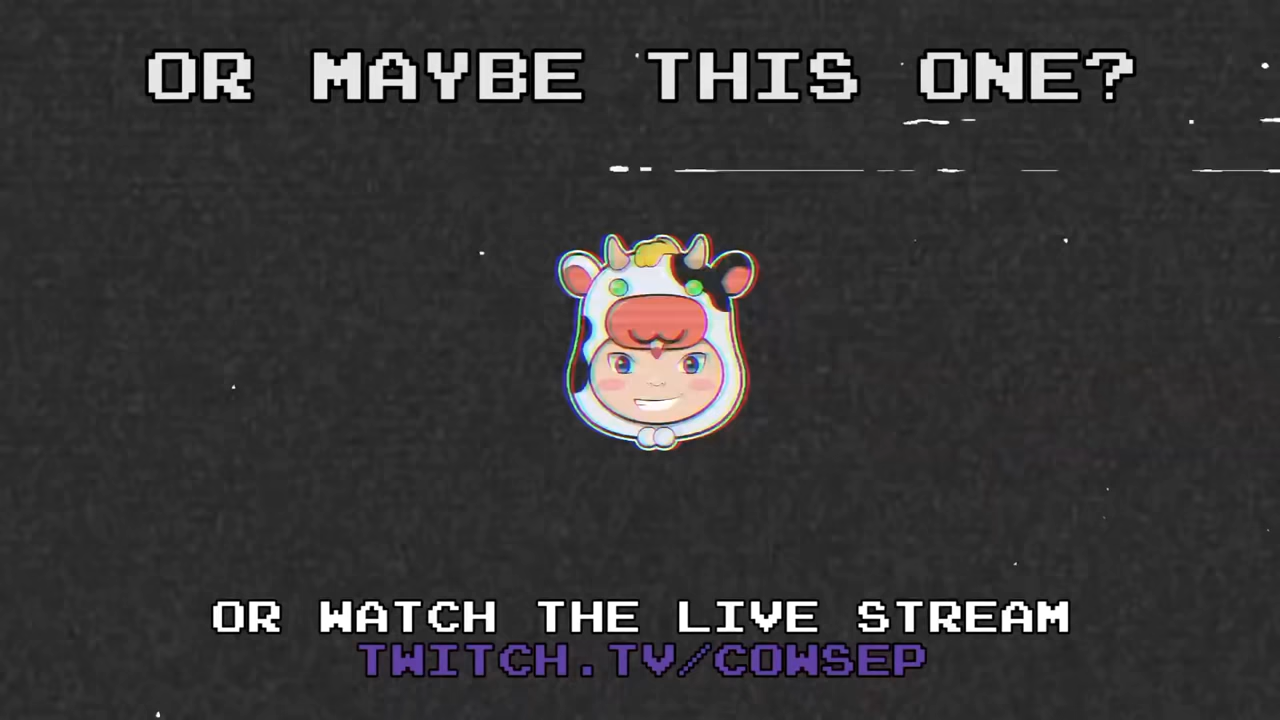 OR MAYBE THIS ONE?
OR WATCH THE LIVE STREAM
TWITCH.TV/COWSEP